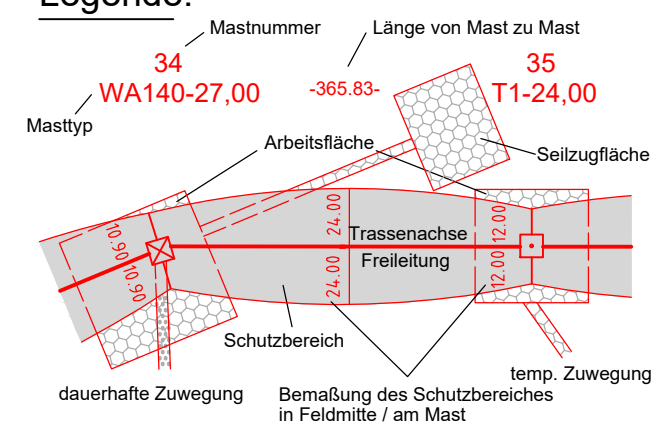 Legende:
Mastnummer
Länge von Mast zu Mast
34
35
WA140-27,00
-365.83-
T1-24,00
Masttyp
Arbeitsfläche
Seilzugfläche
10.90
10.90
24.00
24.00
12.00
12.00
Trassenachse
Freileitung
Schutzbereich
dauerhafte Zuwegung
temp. Zuwegung
Bemaßung des Schutzbereiches
in Feldmitte / am Mast